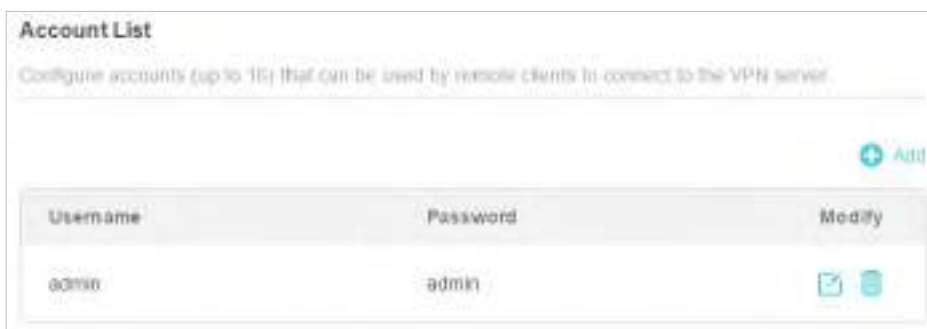 Account List
Configure accounts (up to 16) that can be used by remote clients to connect to the VPN server.
Add
Username Password Modify
admin admin